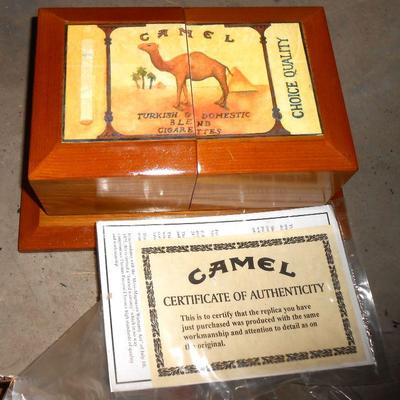 CAMEL
TURKISH & DOMESTIC
BLEND
CIGARETTES
CHOICE QUALITY
CAMEL
CERTIFICATE OF AUTHENTICITY
This is to certify that the replica you have
just purchased was produced with the same
workmanship and attention to detail as on
the original.